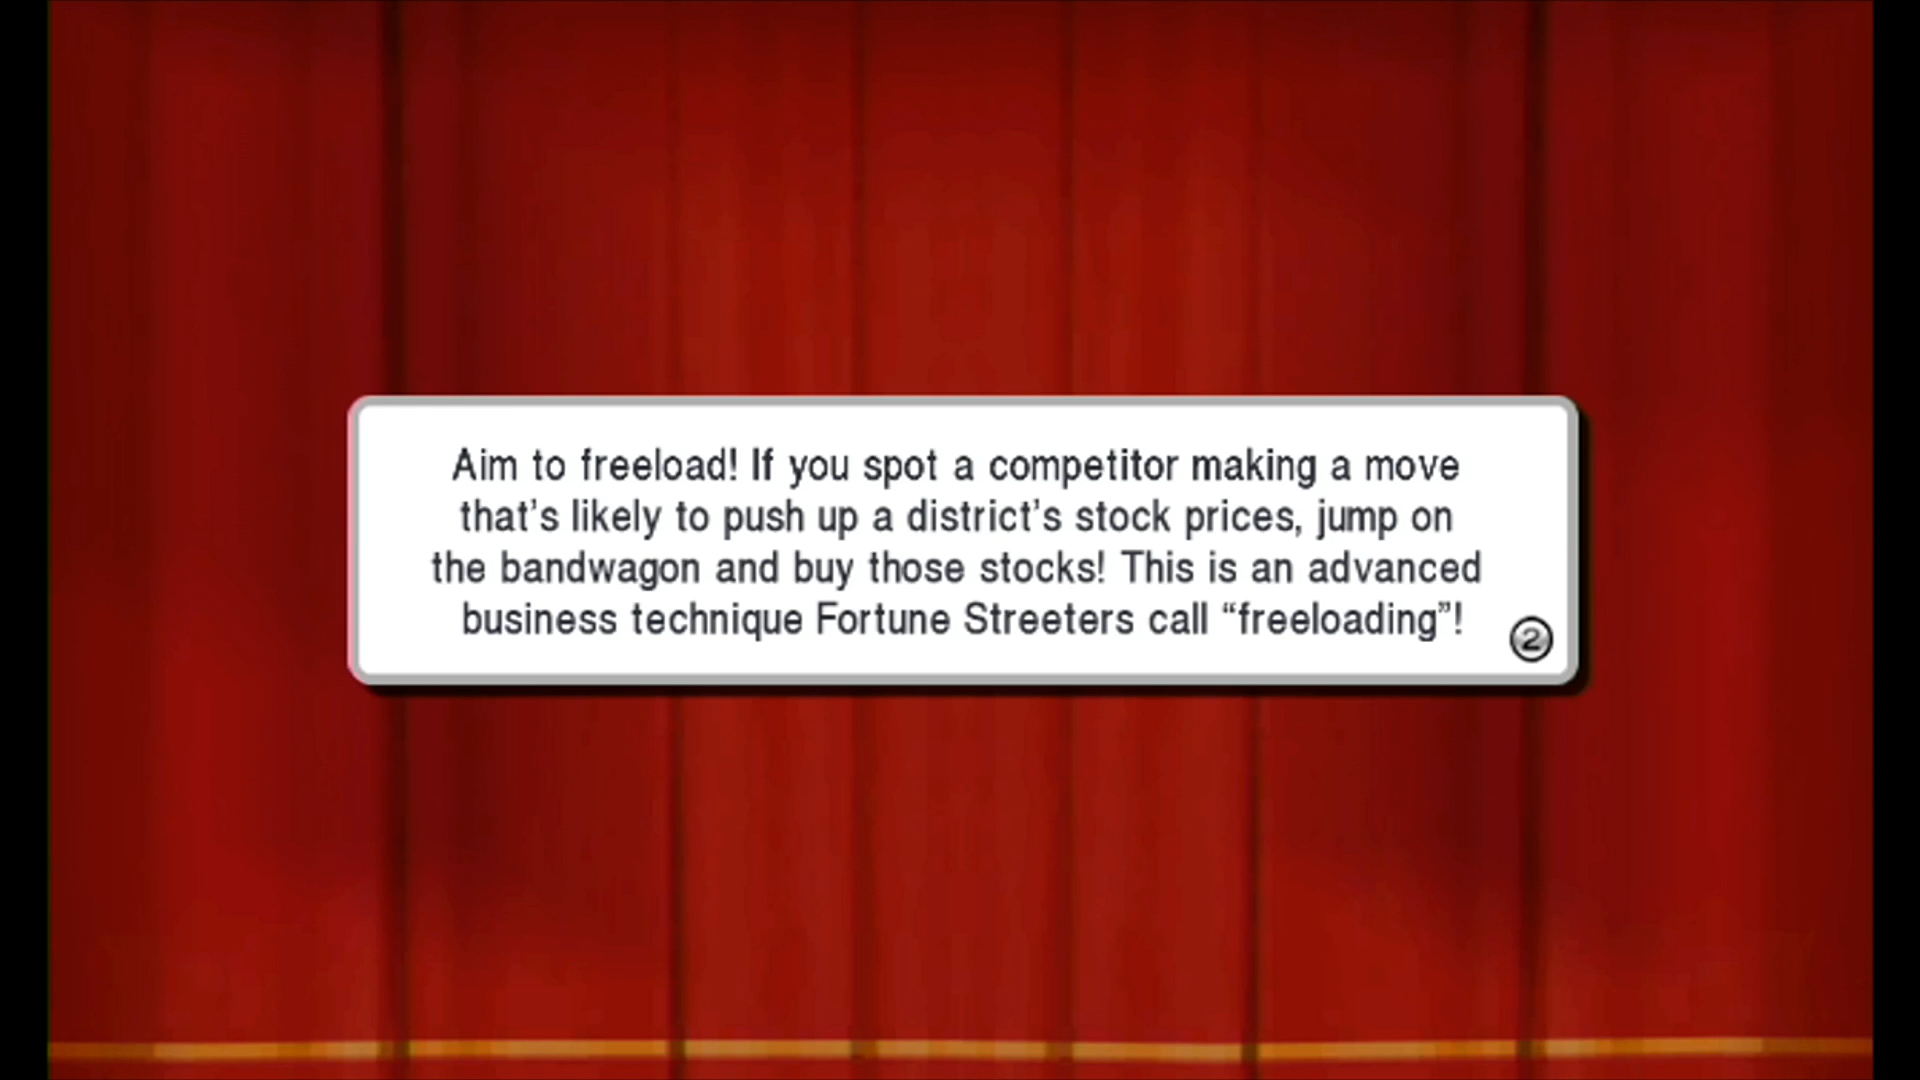 Aim to freeload! If you spot a competitor making a move
that's likely to push up a district's stock prices, jump on
the bandwagon and buy those stocks! This is an advanced
business technique Fortune Streeters call “freeloading”!
2